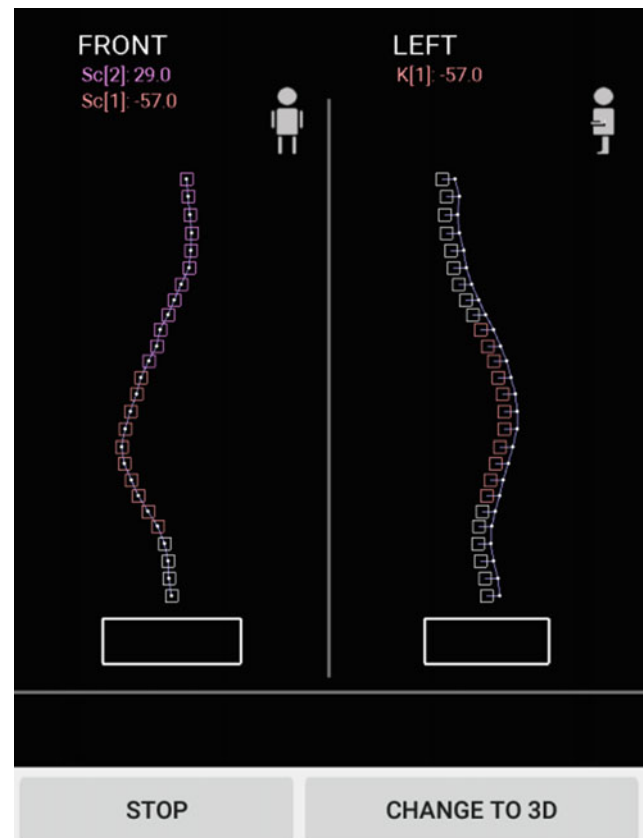 FRONT
Sc[2]: 29.0
Sc[1]: -57.0
LEFT
K[1]: -57.0
STOP
CHANGE TO 3D